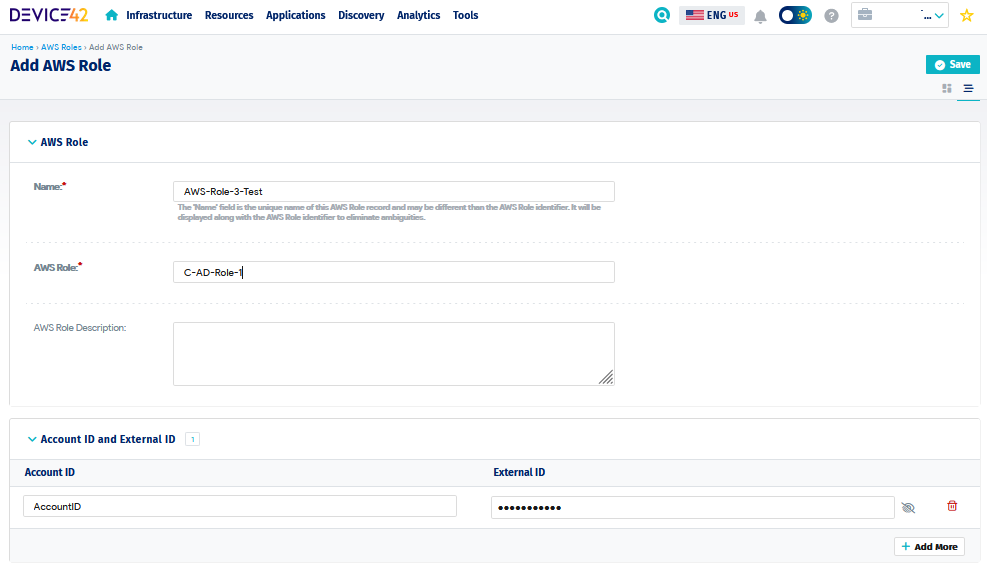 DEVICE42 Infrastructure Resources Applications Discovery Analytics Tools ENG US ? ...
Home › AWS Roles › Add AWS Role
Add AWS Role
Save
AWS Role
Name:* AWS-Role-3-Test
The 'Name' field is the unique name of this AWS Role record and may be different than the AWS Role identifier. It will be
displayed along with the AWS Role identifier to eliminate ambiguities.
AWS Role:* C-AD-Role-1
AWS Role Description:
Account ID and External ID 1
Account ID External ID
AccountID •••••••••••
+ Add More